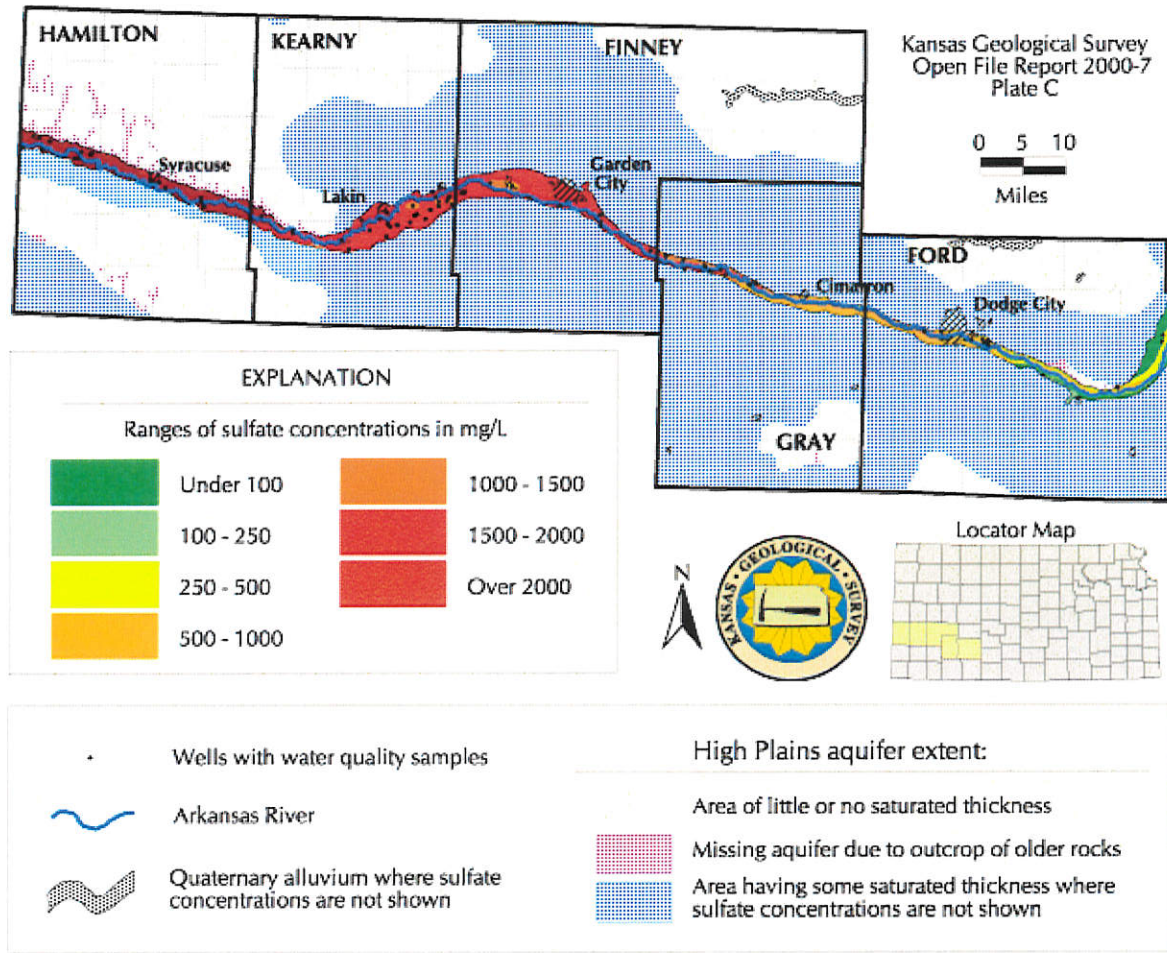 HAMILTON
KEARNY
FINNEY
Kansas Geological Survey
Open File Report 2000-7
Plate C
0 5 10
Miles
Syracuse
Lakin
Garden
City
FORD
Cimarron
Dodge City
GRAY
EXPLANATION
Ranges of sulfate concentrations in mg/L
Under 100
100 - 250
250 - 500
500 - 1000
1000 - 1500
1500 - 2000
Over 2000
N
KANSAS • GEOLOGICAL • SURVEY
Locator Map
Wells with water quality samples
Arkansas River
Quaternary alluvium where sulfate
concentrations are not shown
High Plains aquifer extent:
Area of little or no saturated thickness
Missing aquifer due to outcrop of older rocks
Area having some saturated thickness where
sulfate concentrations are not shown